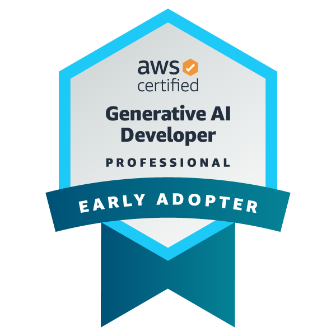 aws
certified
Generative AI
Developer
PROFESSIONAL
EARLY ADOPTER